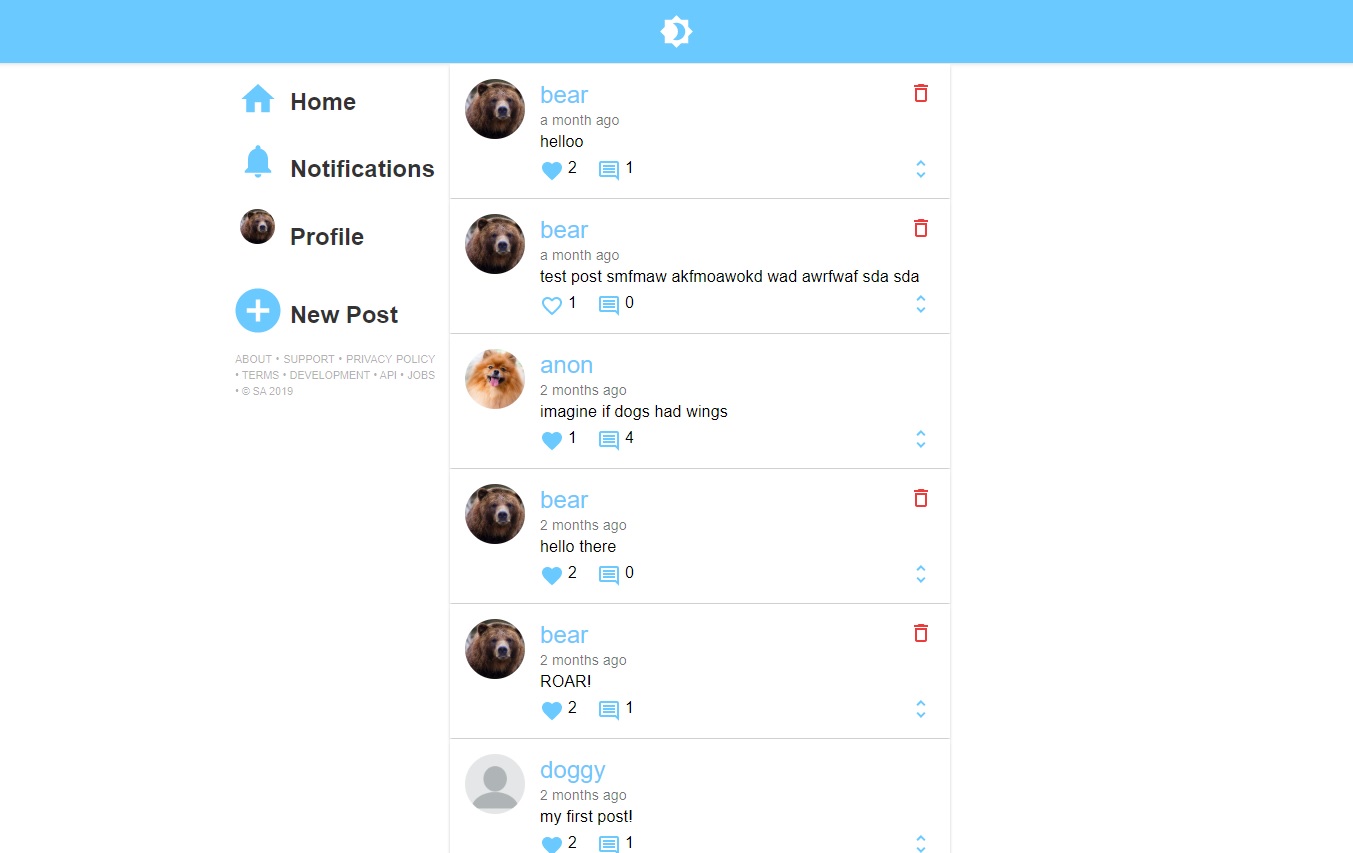 Home
Notifications
Profile
New Post
ABOUT • SUPPORT • PRIVACY POLICY
• TERMS • DEVELOPMENT • API • JOBS
• © SA 2019
bear
a month ago
helloo
2 1
bear
a month ago
test post smfmaw akfmoawokd wad awrfwaf sda sda
1 0
anon
2 months ago
imagine if dogs had wings
1 4
bear
2 months ago
hello there
2 0
bear
2 months ago
ROAR!
2 1
doggy
2 months ago
my first post!
2 1